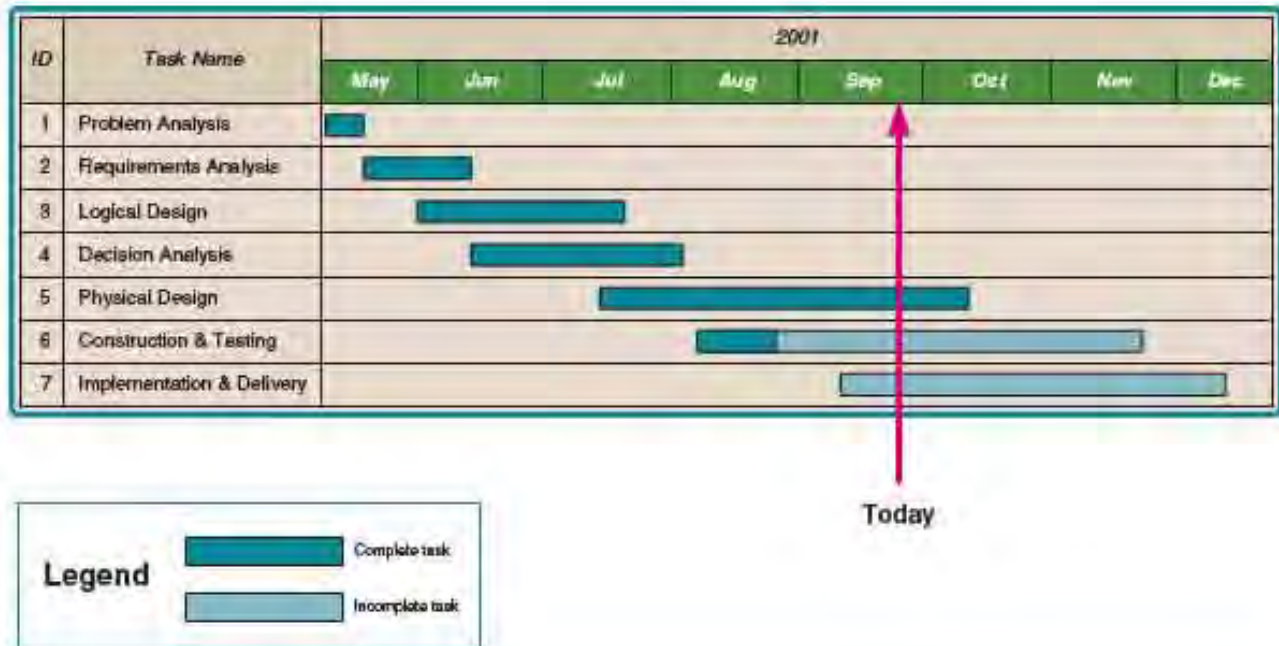 ID Task Name 2001
May Jun Jul Aug Sep Oct Nov Dec
1 Problem Analysis
2 Requirements Analysis
3 Logical Design
4 Decision Analysis
5 Physical Design
6 Construction & Testing
7 Implementation & Delivery
Today
Legend
Complete task
Incomplete task